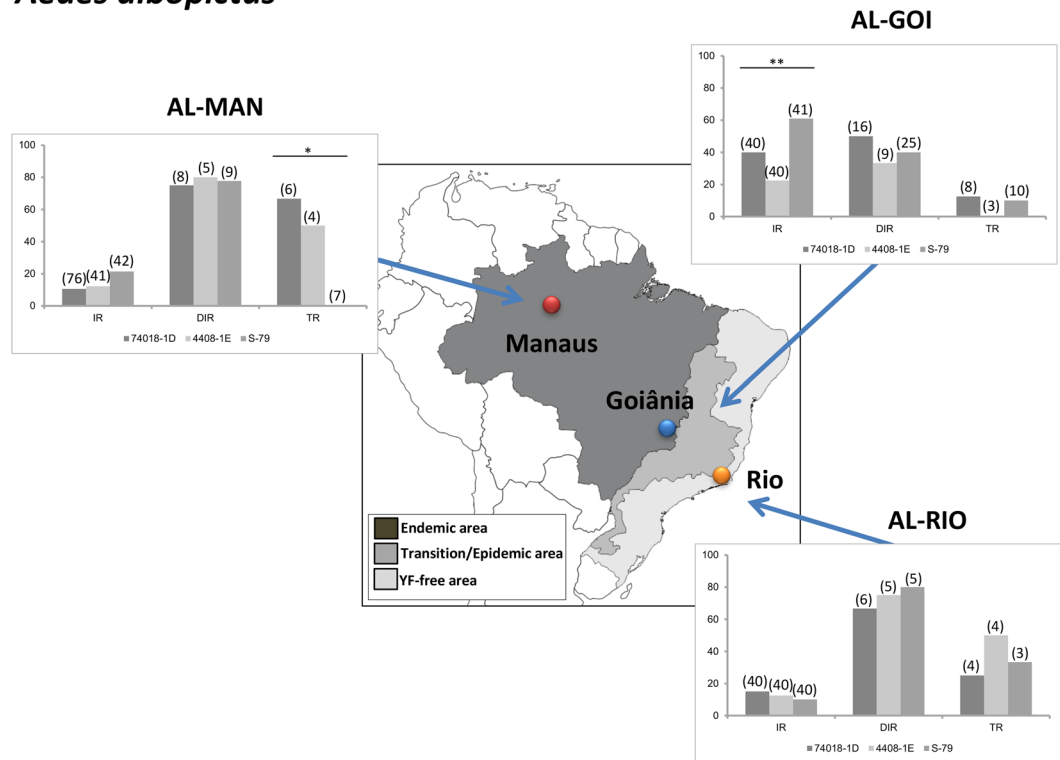 Aedes albopictus
AL-GOI
100
80
60
40
20
0
**
(40)
(40)
(41)
(16)
(9)
(25)
(8)
(3)
(10)
IR
DIR
TR
74018-1D
4408-1E
S-79
AL-MAN
100
80
60
40
20
0
*
(76)
(41)
(42)
(8)
(5)
(9)
(6)
(4)
(7)
IR
DIR
TR
74018-1D
4408-1E
S-79
Manaus
Goiânia
Rio
Endemic area
Transition/Epidemic area
YF-free area
AL-RIO
100
80
60
40
20
0
(40)
(40)
(40)
(6)
(5)
(5)
(4)
(4)
(3)
IR
DIR
TR
74018-1D
4408-1E
S-79